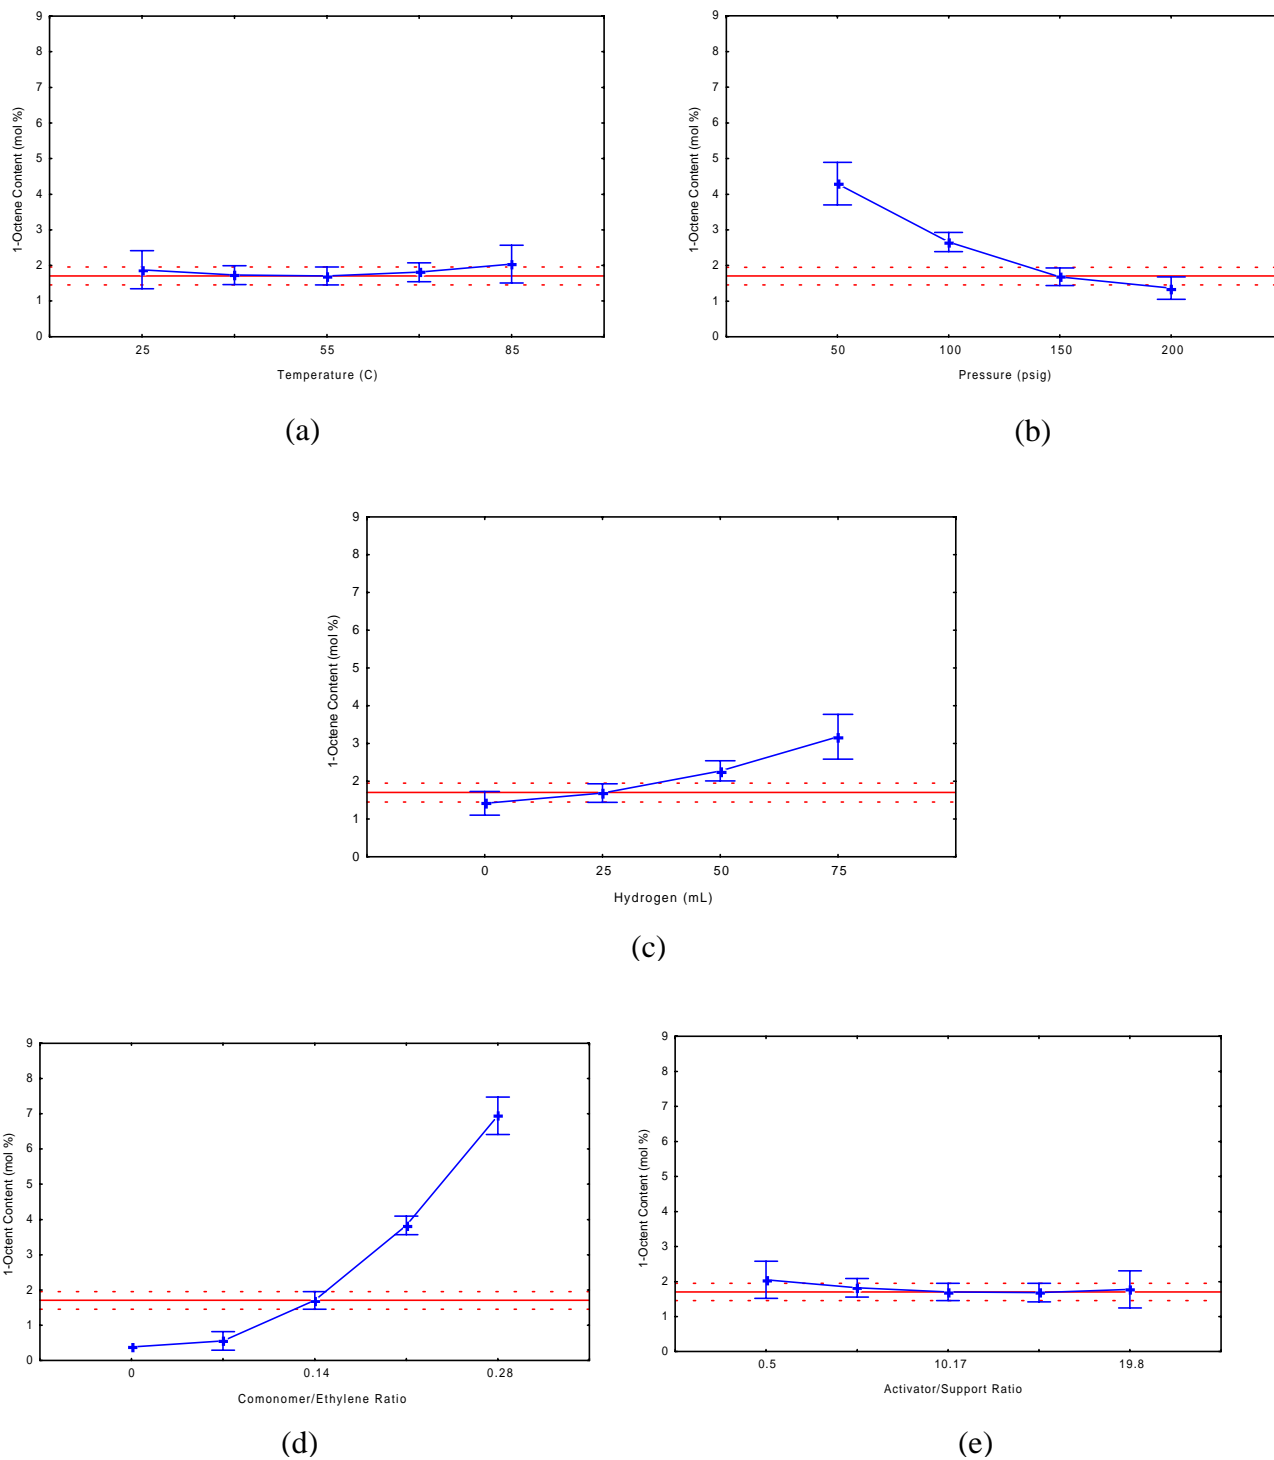 1-Octene Content (mol %)
9
8
7
6
5
4
3
2
1
0
25 55 85
Temperature (C)
(a)
1-Octene Content (mol %)
9
8
7
6
5
4
3
2
1
0
50 100 150 200
Pressure (psig)
(b)
1-Octene Content (mol %)
9
8
7
6
5
4
3
2
1
0
0 25 50 75
Hydrogen (mL)
(c)
1-Octent Content (mol %)
9
8
7
6
5
4
3
2
1
0
0 0.14 0.28
Comonomer/Ethylene Ratio
(d)
1-Octent Content (mol %)
9
8
7
6
5
4
3
2
1
0
0.5 10.17 19.8
Activator/Support Ratio
(e)